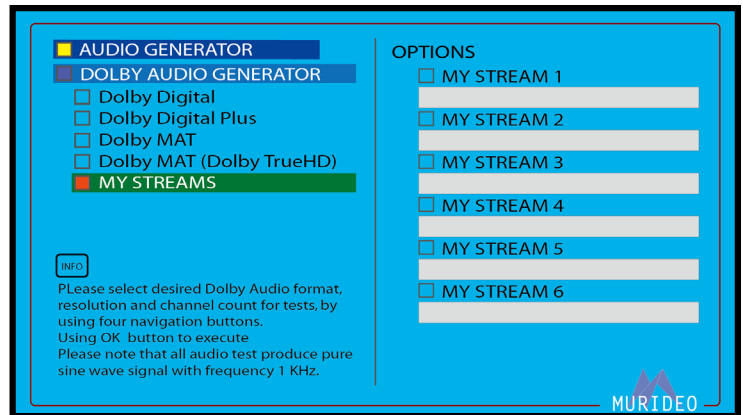 AUDIO GENERATOR
DOLBY AUDIO GENERATOR
Dolby Digital
Dolby Digital Plus
Dolby MAT
Dolby MAT (Dolby TrueHD)
MY STREAMS
INFO
PLease select desired Dolby Audio format,
resolution and channel count for tests, by
using four navigation buttons.
Using OK button to execute
Please note that all audio test produce pure
sine wave signal with frequency 1 KHz.
OPTIONS
MY STREAM 1
MY STREAM 2
MY STREAM 3
MY STREAM 4
MY STREAM 5
MY STREAM 6
MURIDEO